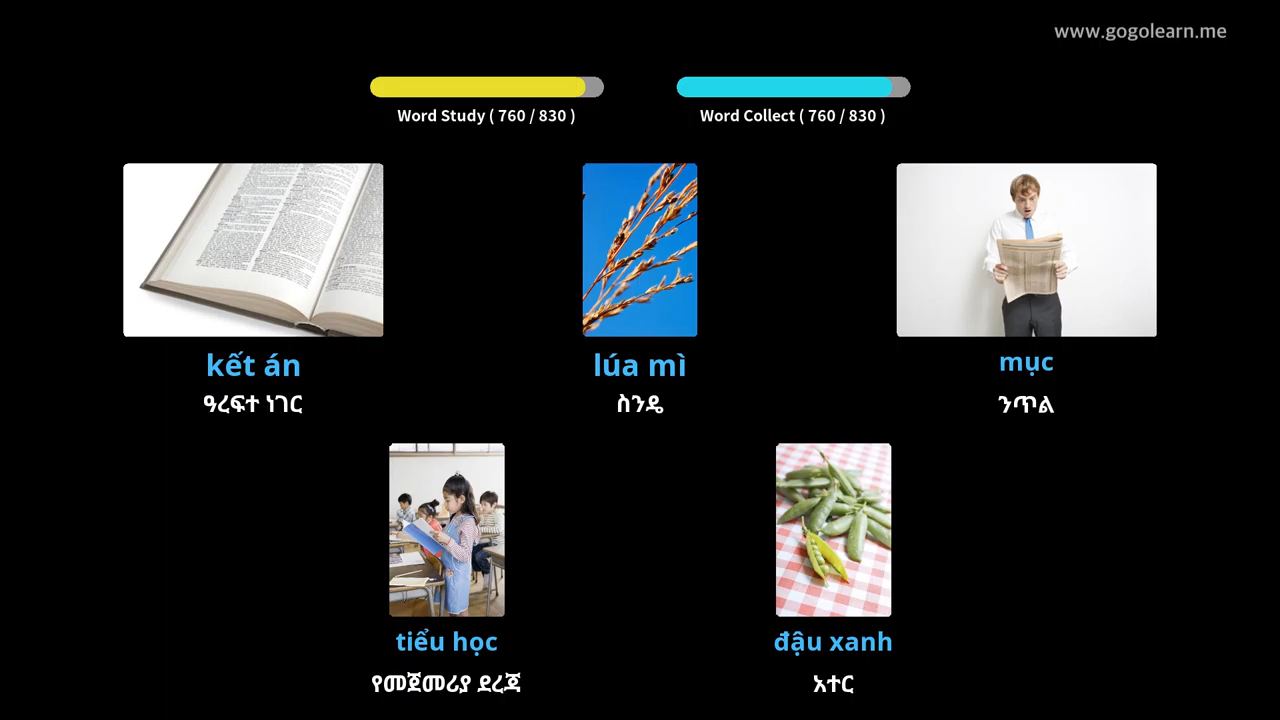 www.gogolearn.me
Word Study ( 760 / 830 )
Word Collect ( 760 / 830 )
kết án
ዓረፍተ ነገር
lúa mì
ስንዴ
mục
ንጥል
tiểu học
የመጀመሪያ ደረጃ
đậu xanh
አተር